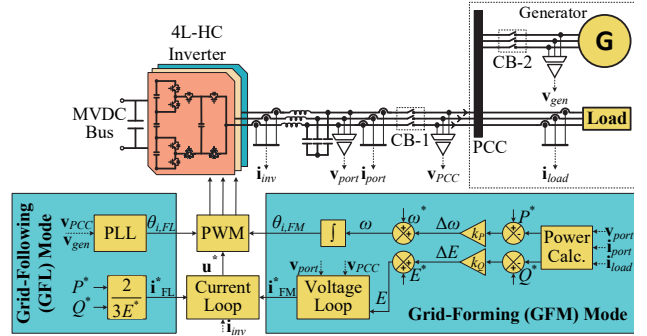 4L-HC
Inverter
Generator
G
CB-2
v_gen
MVDC
Bus
Load
CB-1
PCC
i_inv
v_port
i_port
v_PCC
i_load
Grid-Following
(GFL) Mode
v_PCC
v_gen
PLL
θ_{i,FL}
PWM
θ_{i,FM}
∫
ω
ω*
Δω
k_P
P*
Power
Calc.
v_port
i_port
i_load
u*
ΔE
k_Q
Q*
E*
E
P*
Q*
2
3E*
i*_FL
Current
Loop
i_inv
i*_FM
v_port
v_PCC
Voltage
Loop
Grid-Forming (GFM) Mode